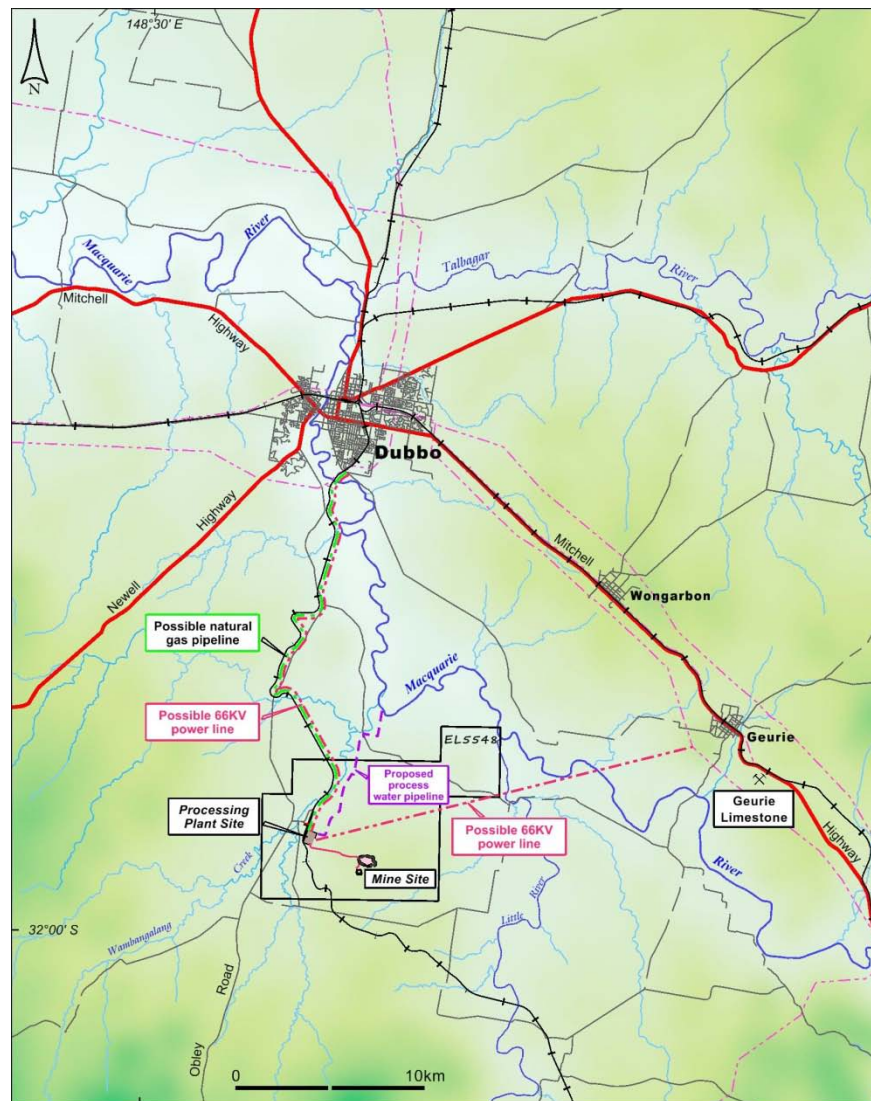 148°30' E
N
Macquarie
River
Talbagar
River
Mitchell
Highway
Dubbo
Newell
Highway
Mitchell
Wongarbon
Possible natural
gas pipeline
Macquarie
Possible 66KV
power line
EL5548
Geurie
Proposed
process
water pipeline
Processing
Plant Site
Geurie
Limestone
Possible 66KV
power line
Highway
Mine Site
River
Creek
Little
River
Wambangalang
32°00' S
Road
Obley
0
10km